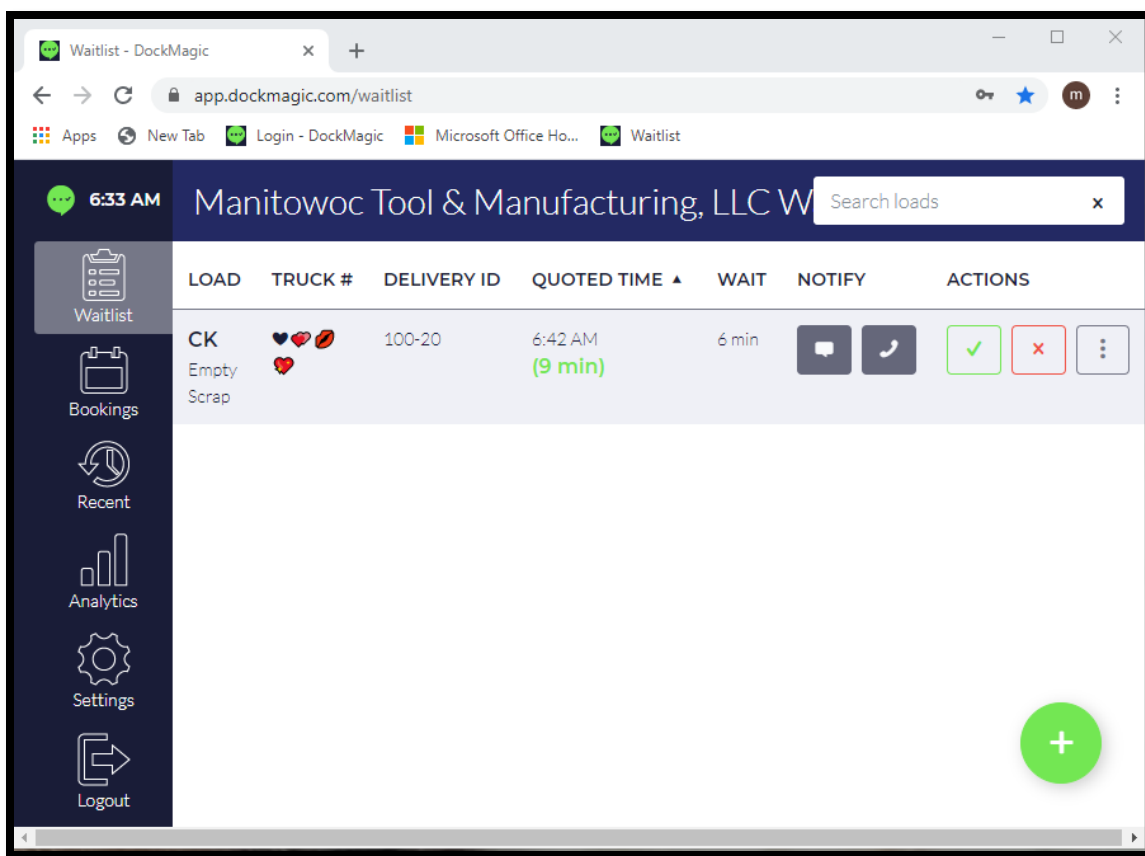 Waitlist - DockMagic
app.dockmagic.com/waitlist
m
Apps New Tab Login - DockMagic Microsoft Office Ho... Waitlist
6:33 AM
Manitowoc Tool & Manufacturing, LLC W
Search loads
Waitlist
Bookings
Recent
Analytics
Settings
Logout
LOAD TRUCK # DELIVERY ID QUOTED TIME ▲ WAIT NOTIFY ACTIONS
CK 🖤💝💋 100-20 6:42 AM 6 min
Empty 💖 (9 min)
Scrap